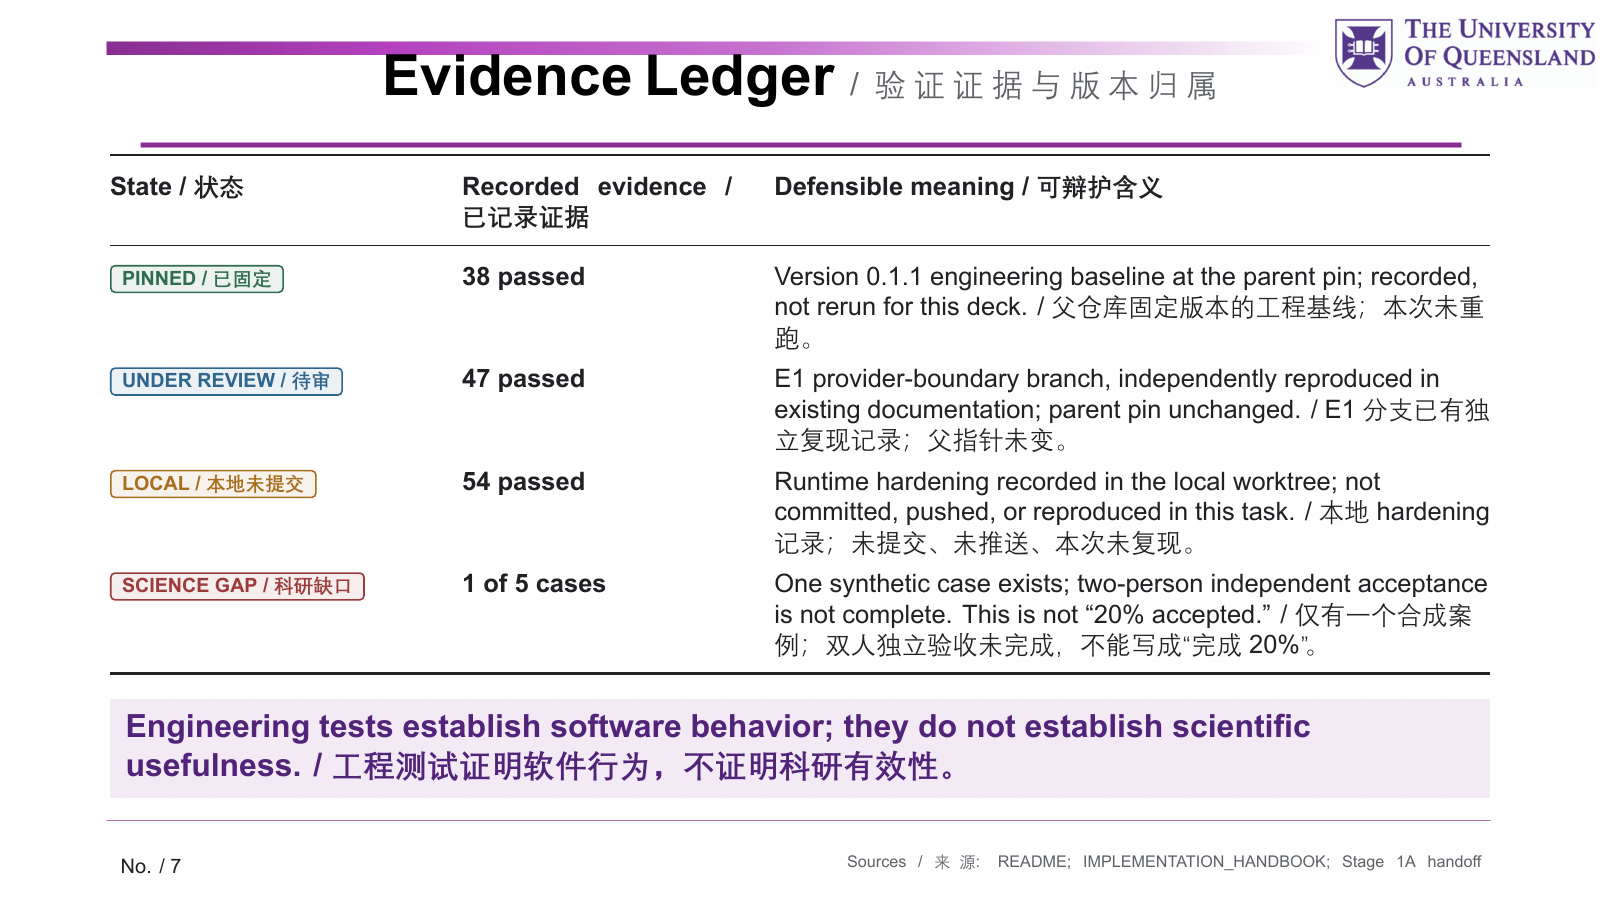 THE UNIVERSITY
OF QUEENSLAND
AUSTRALIA
Evidence Ledger / 验证证据与版本归属
State / 状态
Recorded evidence /
已记录证据
Defensible meaning / 可辩护含义
PINNED / 已固定
38 passed
Version 0.1.1 engineering baseline at the parent pin; recorded,
not rerun for this deck. / 父仓库固定版本的工程基线；本次未重
跑。
UNDER REVIEW / 待审
47 passed
E1 provider-boundary branch, independently reproduced in
existing documentation; parent pin unchanged. / E1 分支已有独
立复现记录；父指针未变。
LOCAL / 本地未提交
54 passed
Runtime hardening recorded in the local worktree; not
committed, pushed, or reproduced in this task. / 本地 hardening
记录；未提交、未推送、本次未复现。
SCIENCE GAP / 科研缺口
1 of 5 cases
One synthetic case exists; two-person independent acceptance
is not complete. This is not “20% accepted.” / 仅有一个合成案
例；双人独立验收未完成，不能写成“完成 20%”。
Engineering tests establish software behavior; they do not establish scientific
usefulness. / 工程测试证明软件行为，不证明科研有效性。
No. / 7
Sources / 来源: README; IMPLEMENTATION_HANDBOOK; Stage 1A handoff